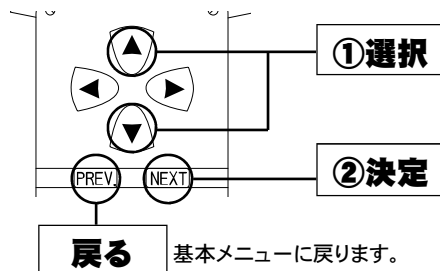 ①選択
PREV.
NEXT
②決定
戻る
基本メニューに戻ります。